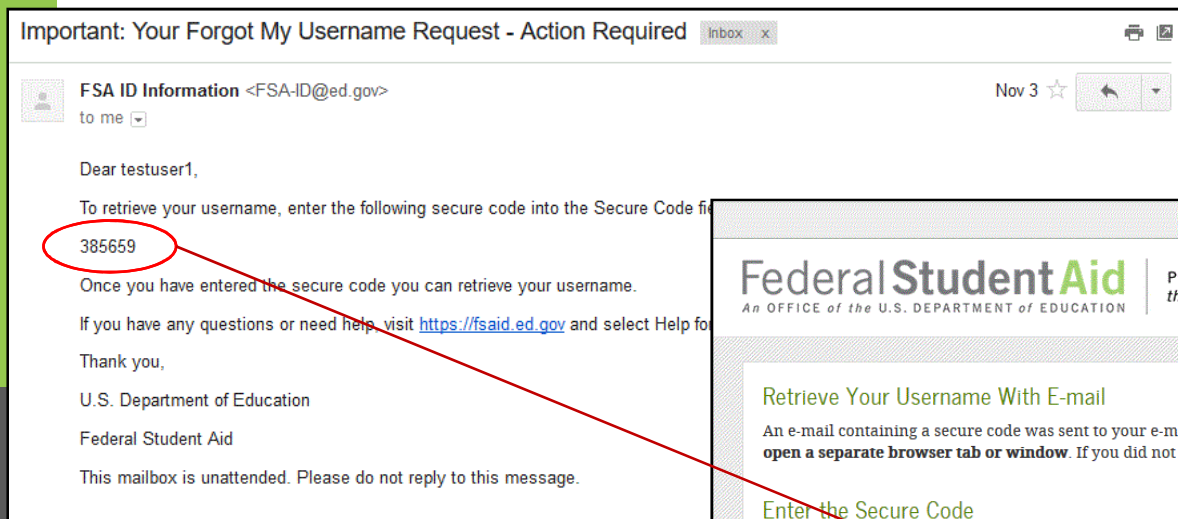 Important: Your Forgot My Username Request - Action Required Inbox x
FSA ID Information <FSA-ID@ed.gov> Nov 3
to me
Dear testuser1,
To retrieve your username, enter the following secure code into the Secure Code
385659
Once you have entered the secure code you can retrieve your username.
If you have any questions or need help, visit https://fsaid.ed.gov and select Help
Thank you,
U.S. Department of Education
Federal Student Aid
This mailbox is unattended. Please do not reply to this message.
Federal Student Aid
An OFFICE of the U.S. DEPARTMENT of EDUCATION
Retrieve Your Username With E-mail
An e-mail containing a secure code was sent to your
open a separate browser tab or window. If you did not
Enter the Secure Code